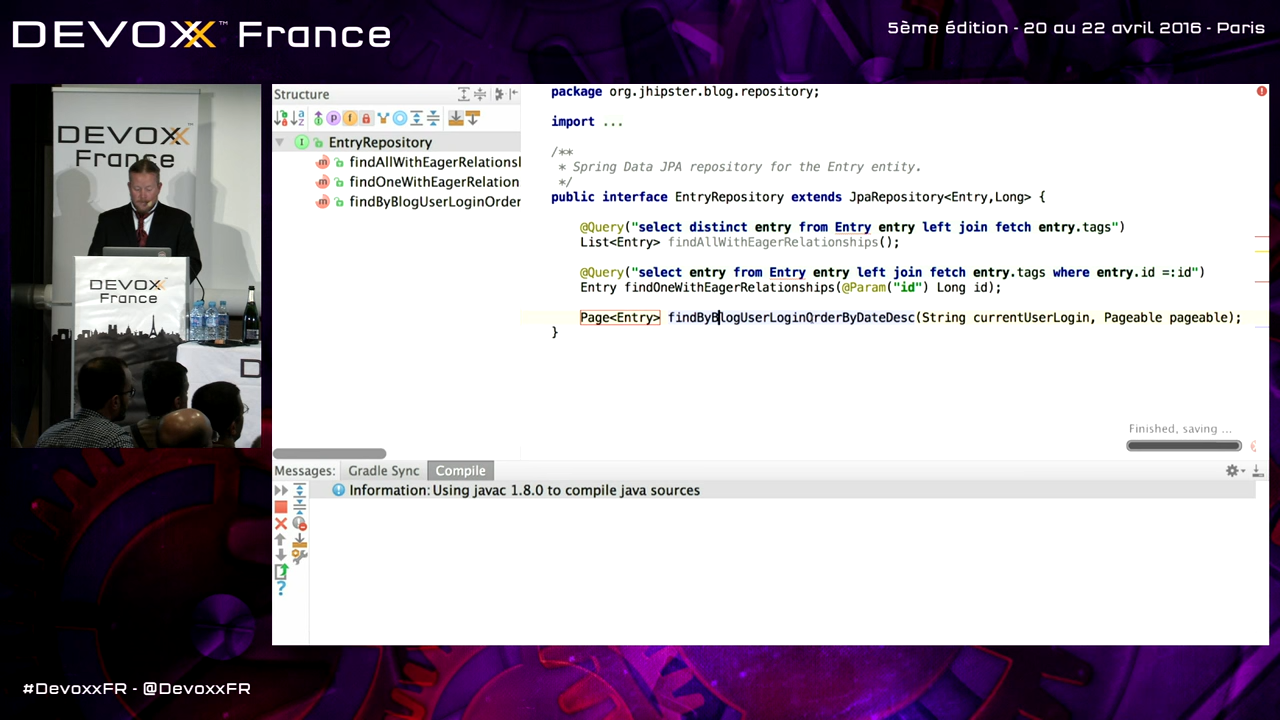 DEVOXX™ France
5ème édition - 20 au 22 avril 2016 - Paris
DEVOXX™
France
DEVOXX™
France
D
Structure
EntryRepository
findAllWithEagerRelationsl
findOneWithEagerRelation
findByBlogUserLoginOrder
package org.jhipster.blog.repository;
import ...
/**
* Spring Data JPA repository for the Entry entity.
*/
public interface EntryRepository extends JpaRepository<Entry,Long> {
@Query("select distinct entry from Entry entry left join fetch entry.tags")
List<Entry> findAllWithEagerRelationships();
@Query("select entry from Entry entry left join fetch entry.tags where entry.id =:id")
Entry findOneWithEagerRelationships(@Param("id") Long id);
Page<Entry> findByBlogUserLoginOrderByDateDesc(String currentUserLogin, Pageable pageable);
}
Finished, saving ...
Messages: Gradle Sync Compile
Information: Using javac 1.8.0 to compile java sources
#DevoxxFR - @DevoxxFR